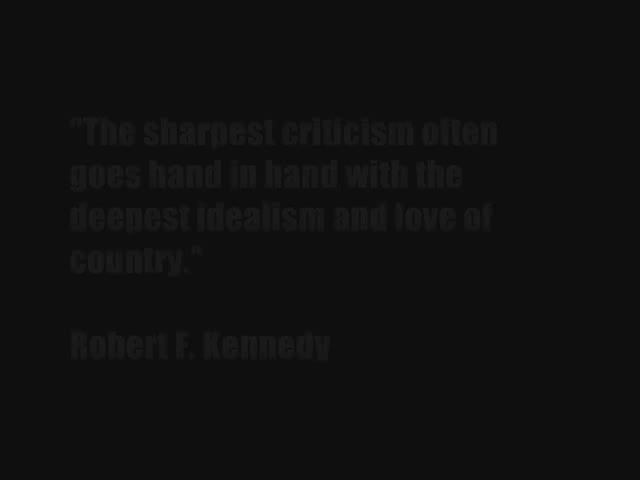 "The sharpest criticism often
goes hand in hand with the
deepest idealism and love of
country."
Robert F. Kennedy